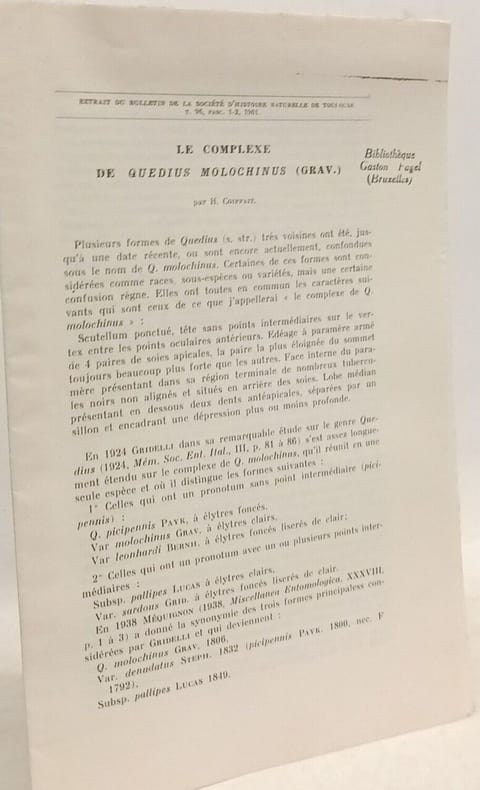 EXTRAIT DU BULLETIN DE LA SOCIÉTÉ D'HISTOIRE NATURELLE DE TOULOUSE
T. 96, FASC. 1-2, 1961.
LE COMPLEXE
DE QUEDIUS MOLOCHINUS (GRAV.)
Bibliothèque
Gaston Fagel
(Bruxelles)
par H. COIFFAIT.
Plusieurs formes de Quedius (s. str.) très voisines ont été, jus-
qu'à une date récente, ou sont encore actuellement, confondues
sous le nom de Q. molochinus. Certaines de ces formes sont con-
sidérées comme races, sous-espèces ou variétés, mais une certaine
confusion règne. Elles ont toutes en commun les caractères sui-
vants qui sont ceux de ce que j'appellerai « le complexe de Q.
molochinus » :
Scutellum ponctué, tête sans points intermédiaires sur le ver-
tex entre les points oculaires antérieurs. Edéage à paramère armé
de 4 paires de soies apicales, la paire la plus éloignée du sommet
toujours beaucoup plus forte que les autres. Face interne du para-
mère présentant dans sa région terminale de nombreux tubercu-
les noirs non alignés et situés en arrière des soies. Lobe médian
présentant en dessous deux dents antéapicales, séparées par un
sillon et encadrant une dépression plus ou moins profonde.
En 1924 GRIDELLI dans sa remarquable étude sur le genre Que-
dius (1924, Mém. Soc. Ent. Ital., III, p. 81 à 86) s'est assez longue-
ment étendu sur le complexe de Q. molochinus, qu'il réunit en une
seule espèce et où il distingue les formes suivantes :
1° Celles qui ont un pronotum sans point intermédiaire (pici-
pennis) :
Q. picipennis PAYK, à élytres foncés,
Var molochinus GRAV. à élytres clairs,
Var leonhardi BERNH. à élytres foncés liserés de clair;
2° Celles qui ont un pronotum avec un ou plusieurs points inter-
médiaires :
Subsp. pallipes LUCAS à élytres clairs,
Var. sardous GRID. à élytres foncés liserés de clair.
En 1938 MÉQUIGNON (1938, Miscellanea Entomologica, XXXVIII,
p. 1 à 3) a donné la synonymie des trois formes principaless con-
sidérées par GRIDELLI et qui deviennent :
Q. molochinus GRAV. 1806,
Var. denudatus STEPH. 1832 (picipennis PAYK. 1800, nec. F
1792),
Subsp. pallipes LUCAS 1849.